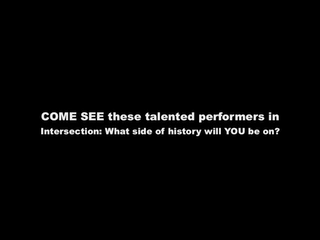 COME SEE these talented performers in
Intersection: What side of history will YOU be on?